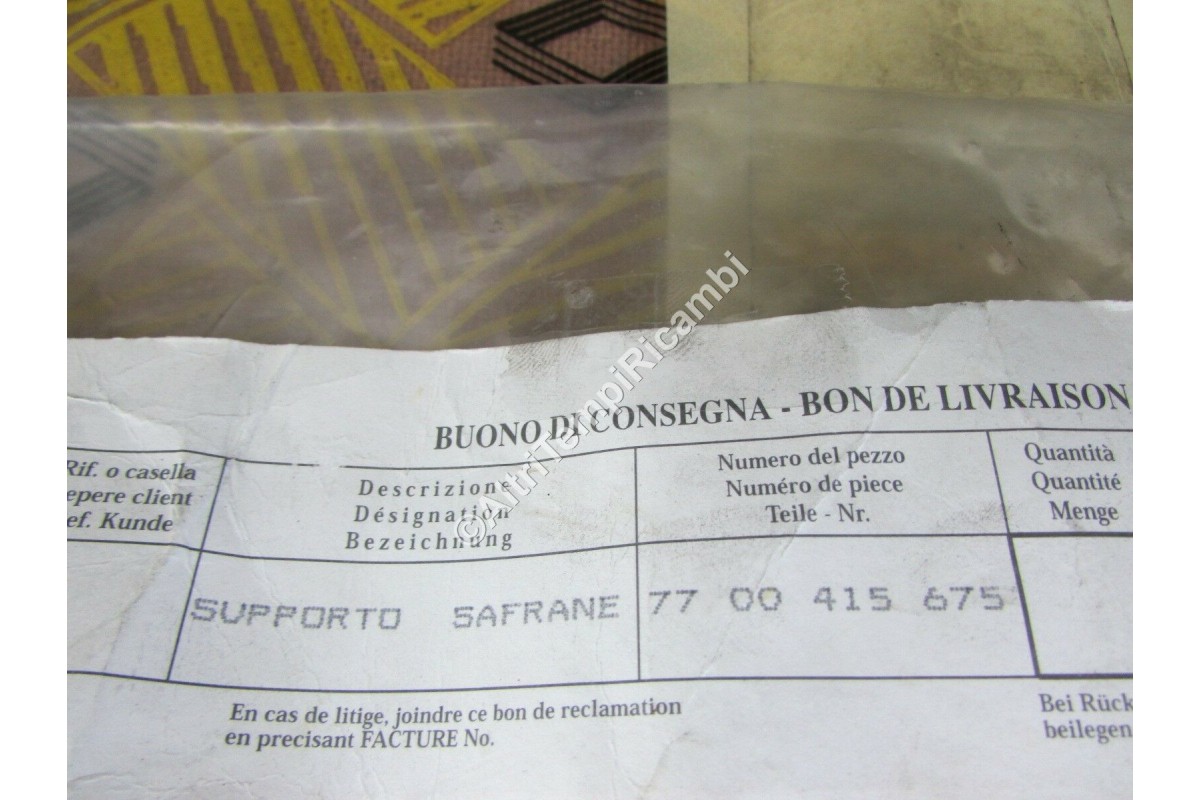 BUONO DI CONSEGNA - BON DE LIVRAISON
Rif. o casella
epere client
ef. Kunde
Descrizione
Désignation
Bezeichnung
Numero del pezzo
Numéro de piece
Teile - Nr.
Quantità
Quantité
Menge
SUPPORTO SAFRANE 77 00 415 675
En cas de litige, joindre ce bon de reclamation
en precisant FACTURE No.
Bei Rück
beilegen
©AltriTempiRicambi